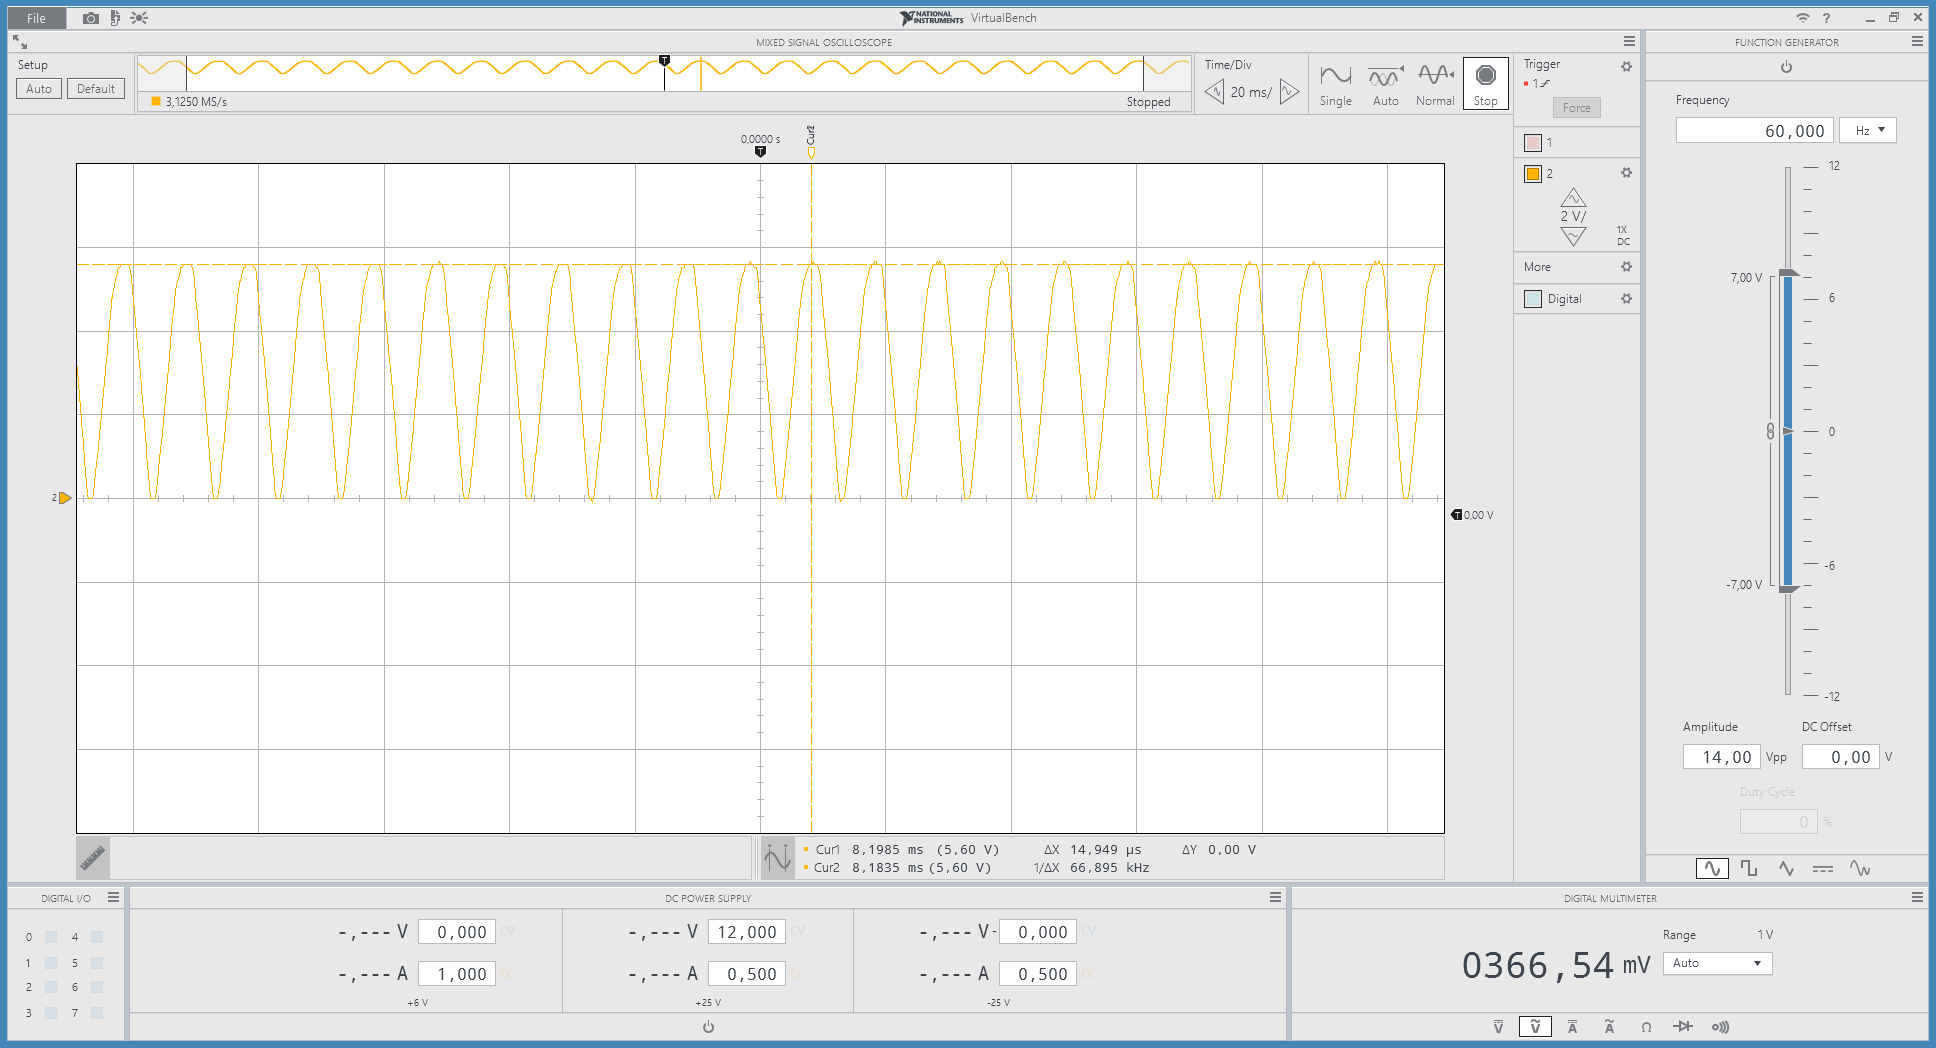 File
NATIONAL INSTRUMENTS VirtualBench
?
MIXED SIGNAL OSCILLOSCOPE
Setup
Auto
Default
T
3,1250 MS/s
Stopped
Time/Div
20 ms/
Single
Auto
Normal
Stop
Trigger
1
Force
1
2
2 V/
1X
DC
More
Digital
0,0000 s
T
Cur2
2
T 0,00 V
Cur1 8,1985 ms (5,60 V) ΔX 14,949 µs ΔY 0,00 V
Cur2 8,1835 ms (5,60 V) 1/ΔX 66,895 kHz
FUNCTION GENERATOR
Frequency
60,000 Hz
12
7,00 V
6
0
-6
-7,00 V
-12
Amplitude
DC Offset
14,00 Vpp
0,00 V
Duty Cycle
0 %
DIGITAL I/O
0 4
1 5
2 6
3 7
DC POWER SUPPLY
-,--- V 0,000 CV
-,--- A 1,000 CC
+6 V
-,--- V 12,000 CV
-,--- A 0,500 CC
+25 V
-,--- V -0,000 CV
-,--- A 0,500 CC
-25 V
DIGITAL MULTIMETER
0366,54 mV
Range 1 V
Auto
V V A A Ω